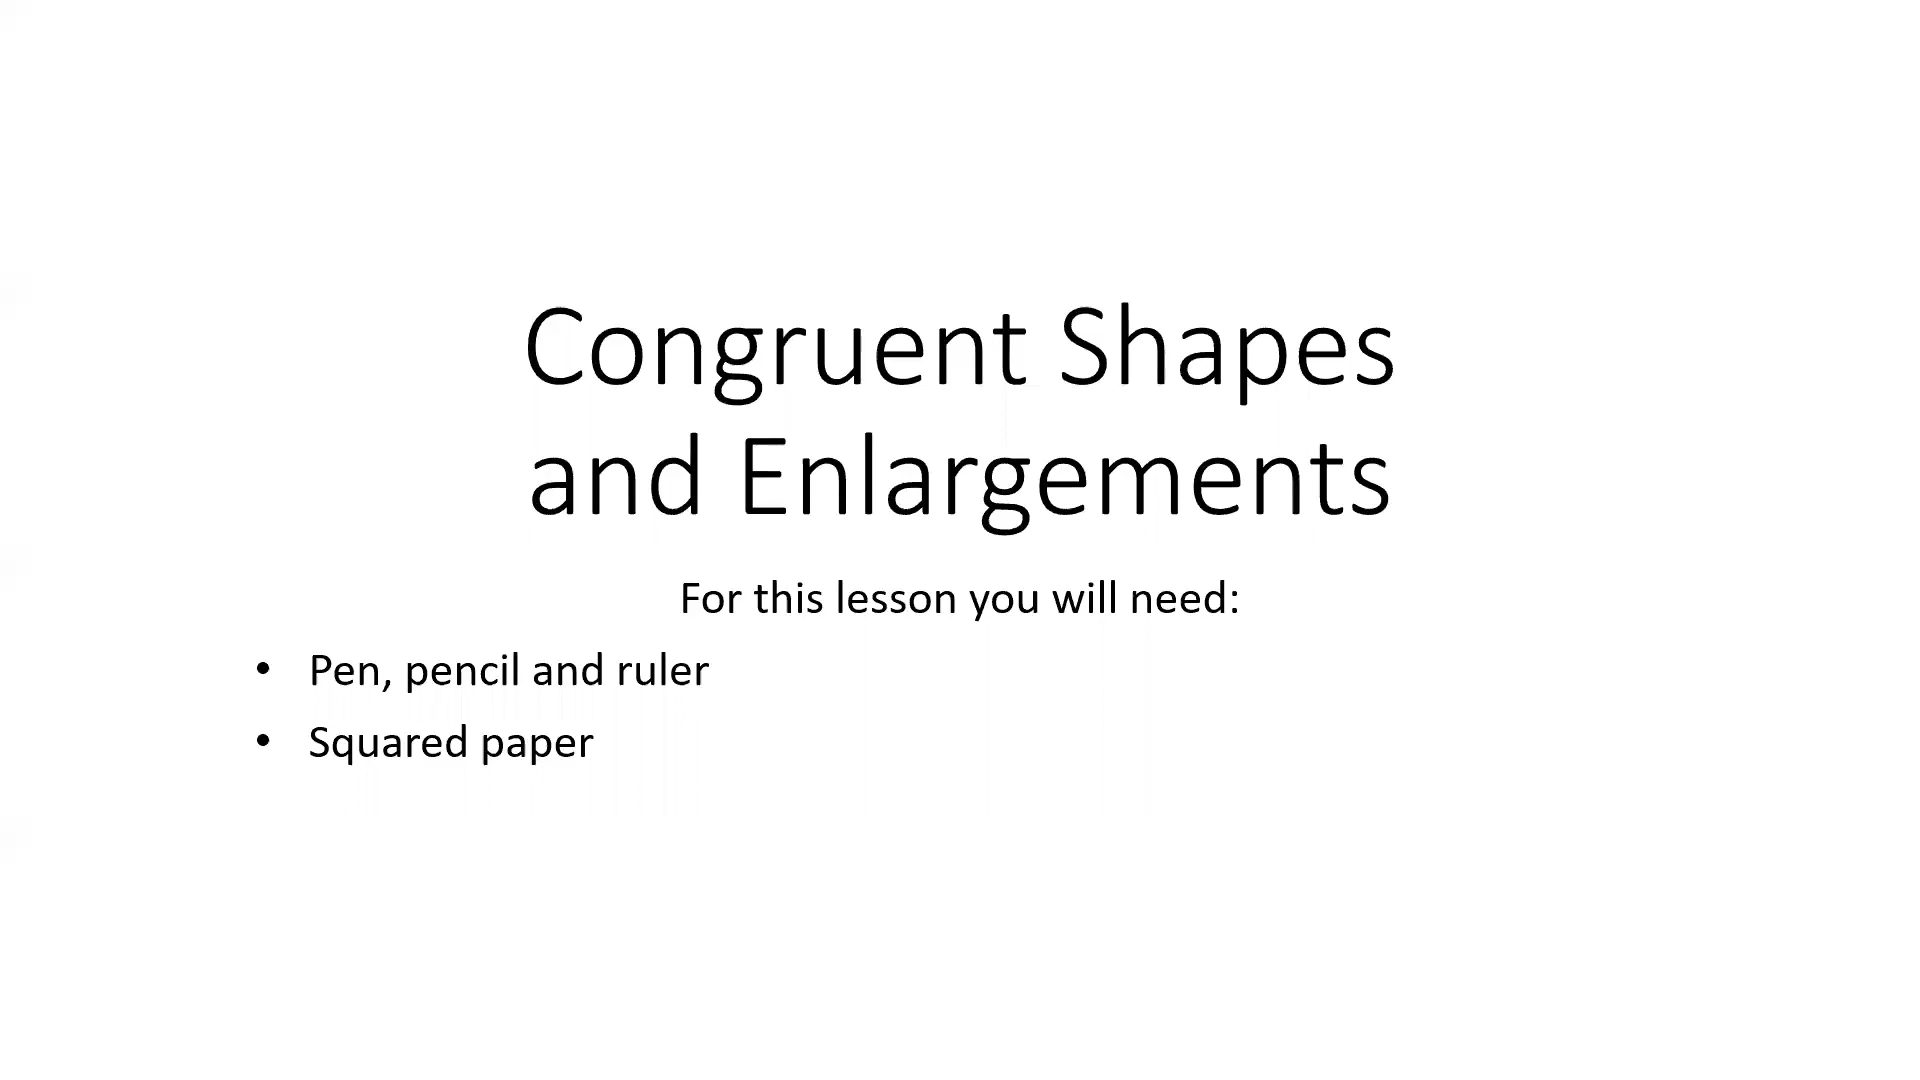 Congruent Shapes
and Enlargements
For this lesson you will need:
• Pen, pencil and ruler
• Squared paper